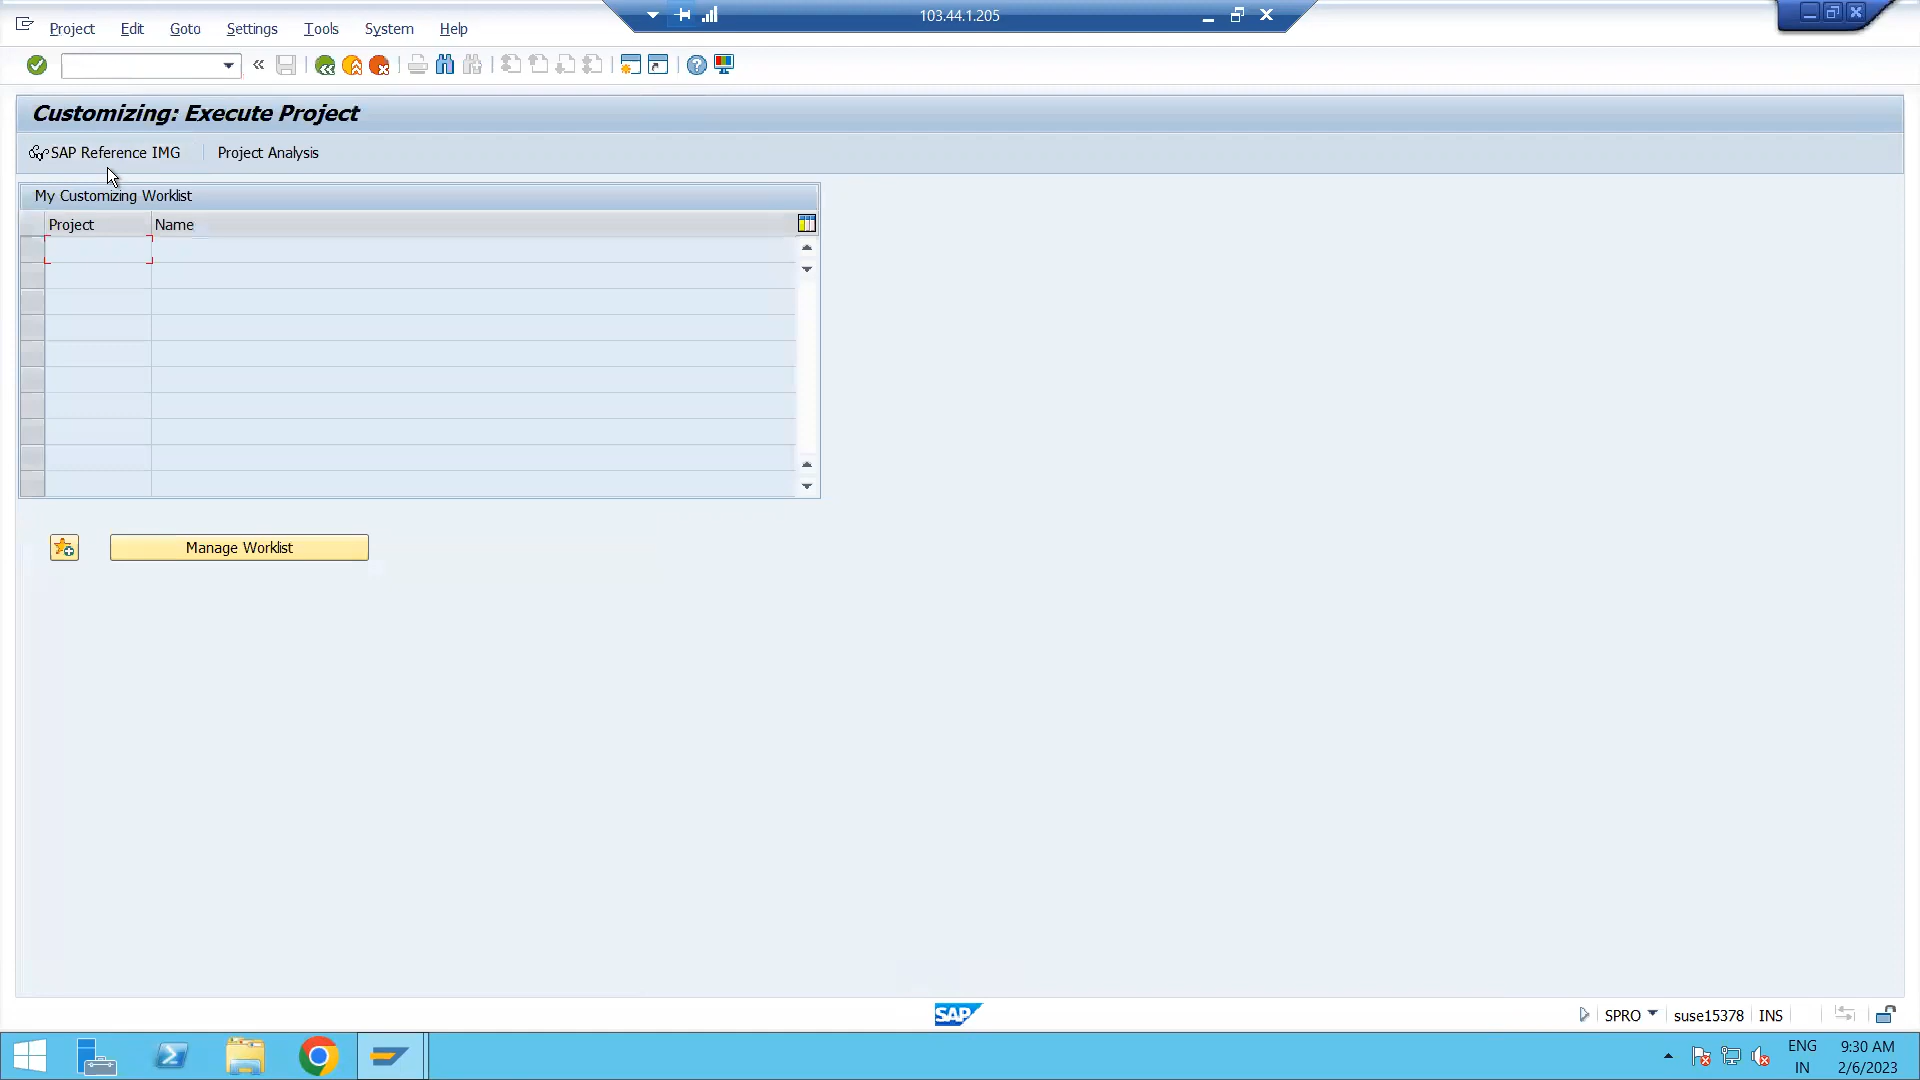 103.44.1.205
Project Edit Goto Settings Tools System Help
Customizing: Execute Project
SAP Reference IMG Project Analysis
My Customizing Worklist
Project Name
Manage Worklist
SAP
SPRO suse15378 INS
ENG 9:30 AM
IN 2/6/2023